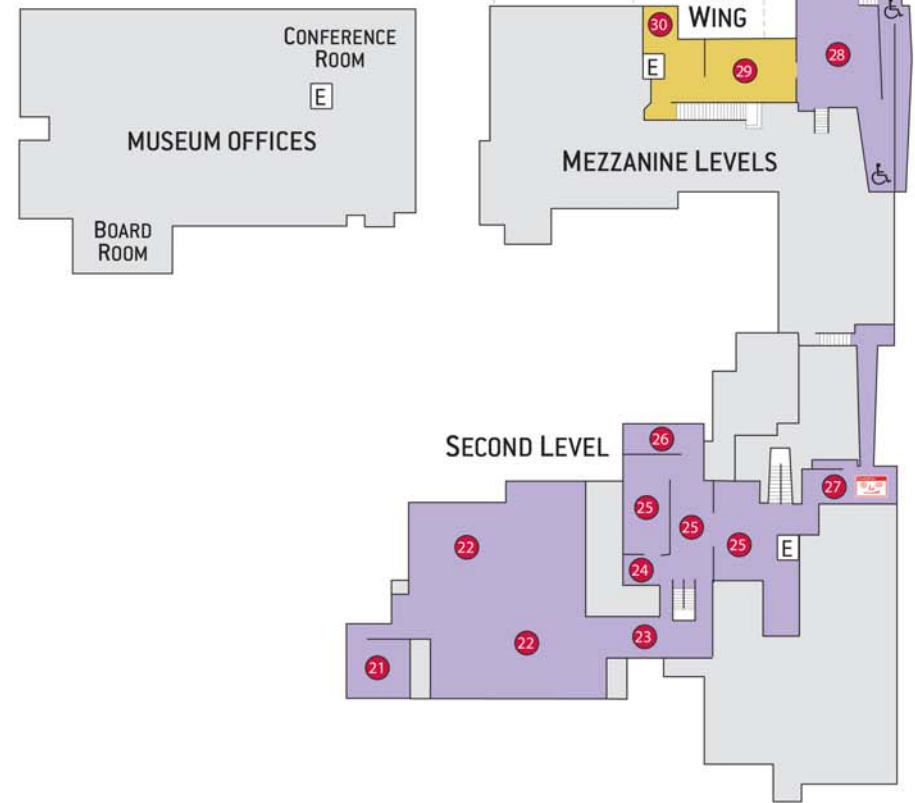 CONFERENCE
ROOM
E
MUSEUM OFFICES
BOARD
ROOM
WING
30
E
29
28
MEZZANINE LEVELS
SECOND LEVEL
26
27
25
22
25
25
E
24
23
22
21